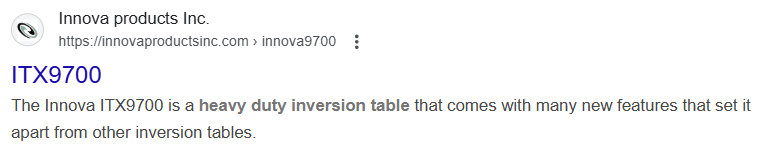 Innova products Inc.
https://innovaproductsinc.com › innova9700
ITX9700
The Innova ITX9700 is a heavy duty inversion table that comes with many new features that set it
apart from other inversion tables.